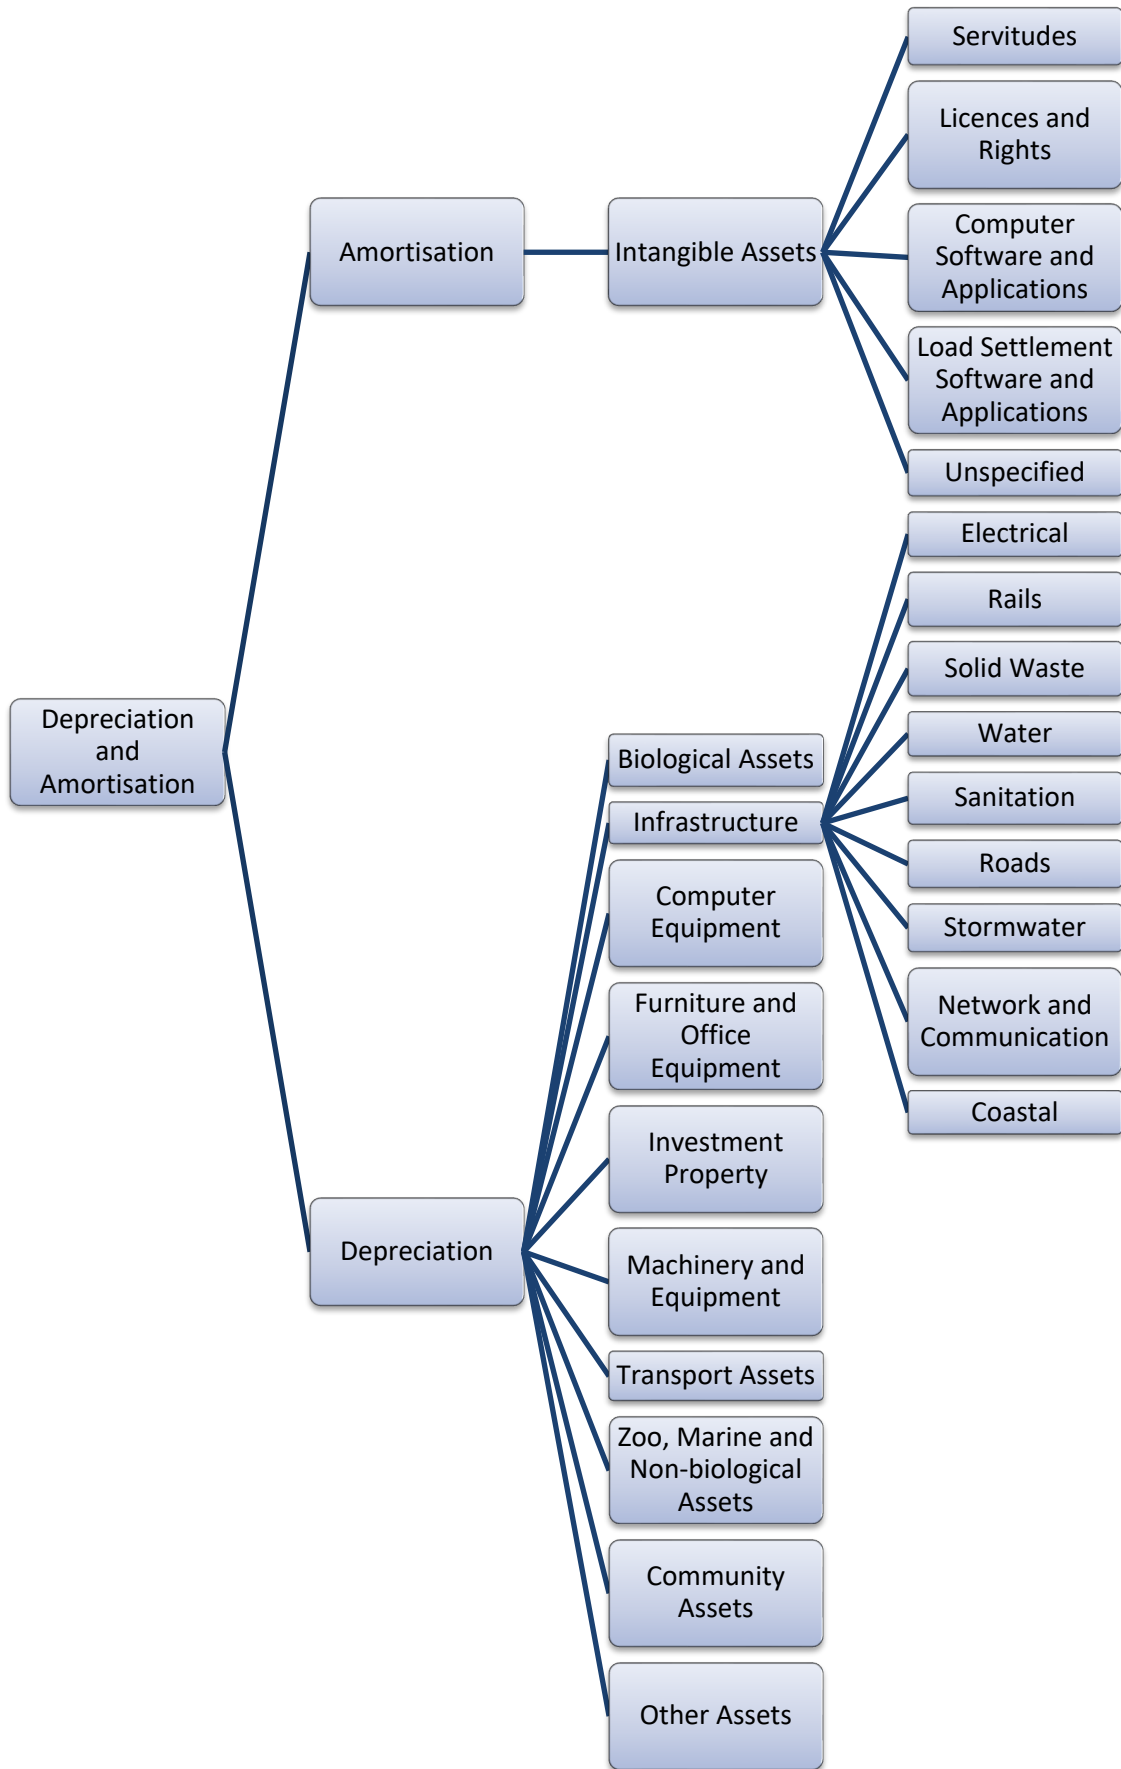 Depreciation
and
Amortisation
Amortisation
Intangible Assets
Servitudes
Licences and
Rights
Computer
Software and
Applications
Load Settlement
Software and
Applications
Unspecified
Depreciation
Biological Assets
Infrastructure
Electrical
Rails
Solid Waste
Water
Sanitation
Roads
Stormwater
Network and
Communication
Coastal
Computer
Equipment
Furniture and
Office
Equipment
Investment
Property
Machinery and
Equipment
Transport Assets
Zoo, Marine and
Non-biological
Assets
Community
Assets
Other Assets